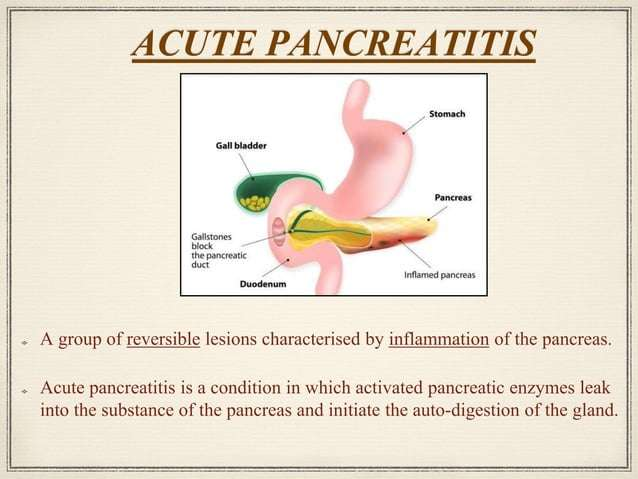 ACUTE PANCREATITIS
Stomach
Gall bladder
Pancreas
Gallstones
block
the pancreatic
duct
Inflamed pancreas
Duodenum
A group of reversible lesions characterised by inflammation of the pancreas.
Acute pancreatitis is a condition in which activated pancreatic enzymes leak
into the substance of the pancreas and initiate the auto-digestion of the gland.